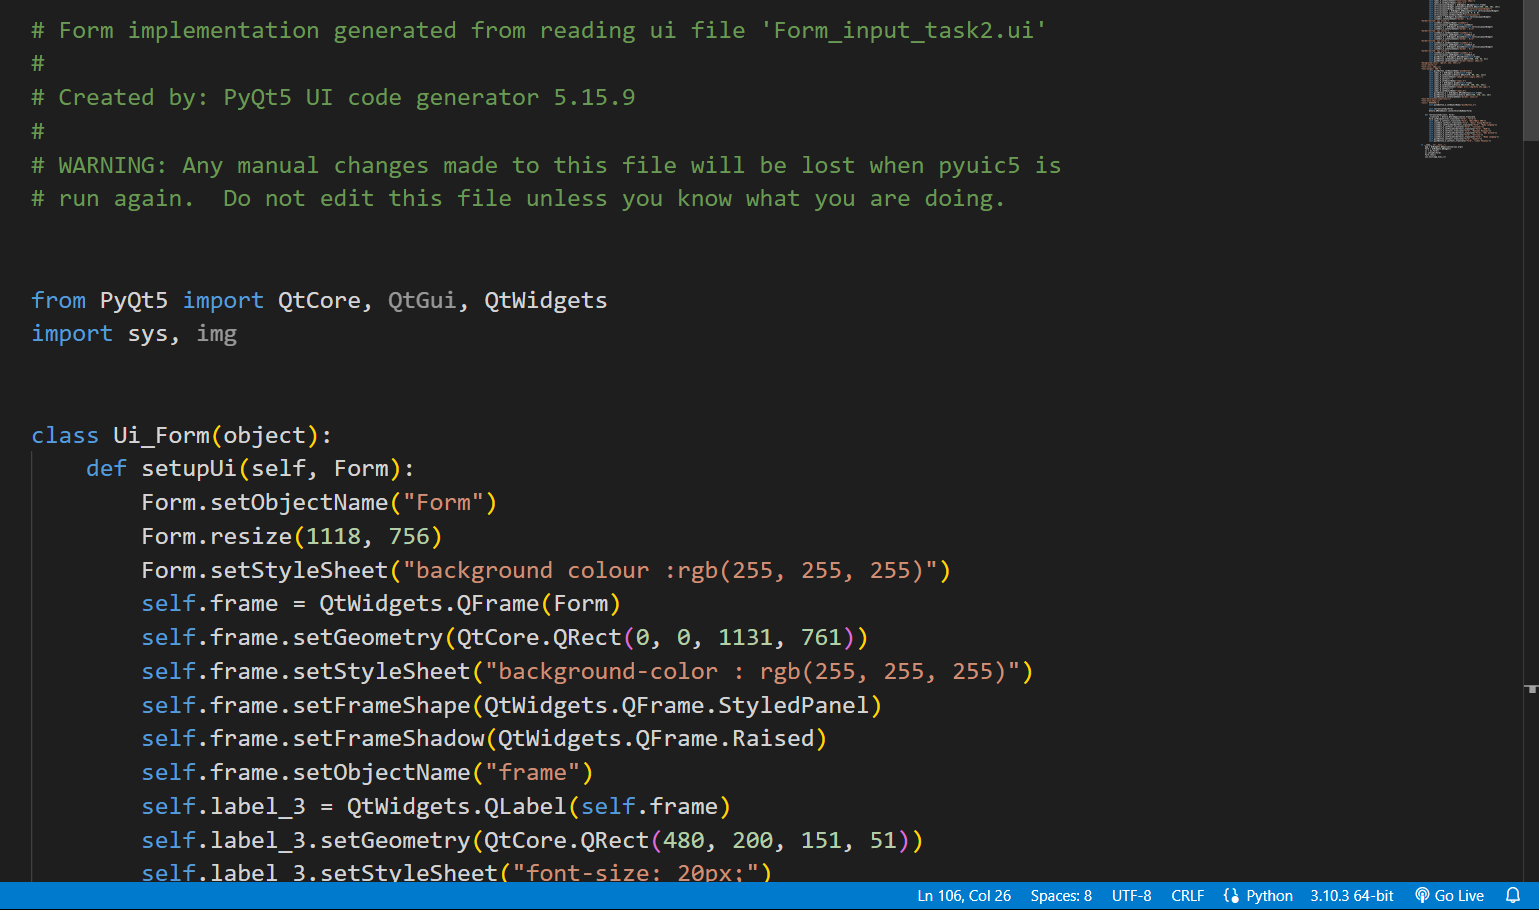 # Form implementation generated from reading ui file 'Form_input_task2.ui'
#
# Created by: PyQt5 UI code generator 5.15.9
#
# WARNING: Any manual changes made to this file will be lost when pyuic5 is
# run again.  Do not edit this file unless you know what you are doing.
from PyQt5 import QtCore, QtGui, QtWidgets
import sys, img
class Ui_Form(object):
    def setupUi(self, Form):
        Form.setObjectName("Form")
        Form.resize(1118, 756)
        Form.setStyleSheet("background colour :rgb(255, 255, 255)")
        self.frame = QtWidgets.QFrame(Form)
        self.frame.setGeometry(QtCore.QRect(0, 0, 1131, 761))
        self.frame.setStyleSheet("background-color : rgb(255, 255, 255)")
        self.frame.setFrameShape(QtWidgets.QFrame.StyledPanel)
        self.frame.setFrameShadow(QtWidgets.QFrame.Raised)
        self.frame.setObjectName("frame")
        self.label_3 = QtWidgets.QLabel(self.frame)
        self.label_3.setGeometry(QtCore.QRect(480, 200, 151, 51))
        self.label_3.setStyleSheet("font-size: 20px;")
Ln 106, Col 26 Spaces: 8 UTF-8 CRLF Python 3.10.3 64-bit Go Live